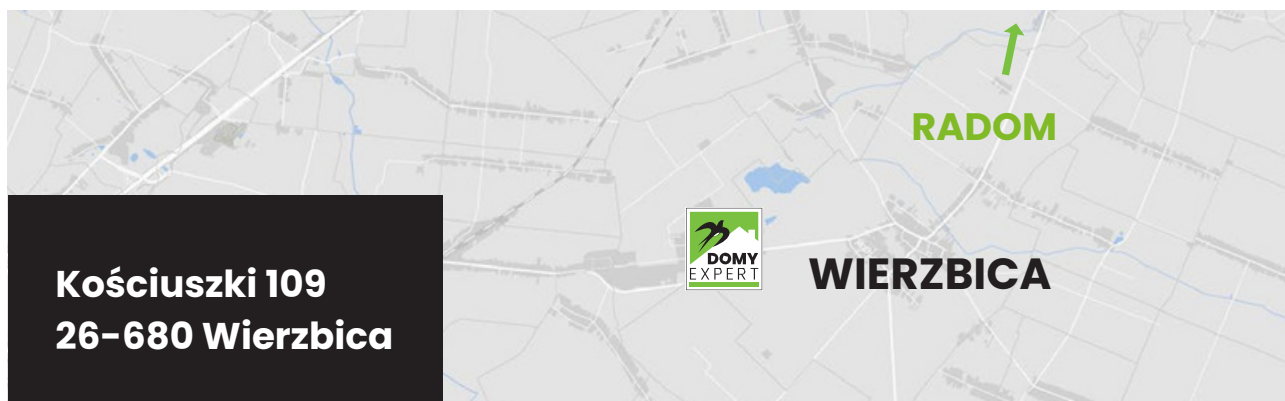 RADOM
DOMY
EXPERT
WIERZBICA
Kościuszki 109
26-680 Wierzbica